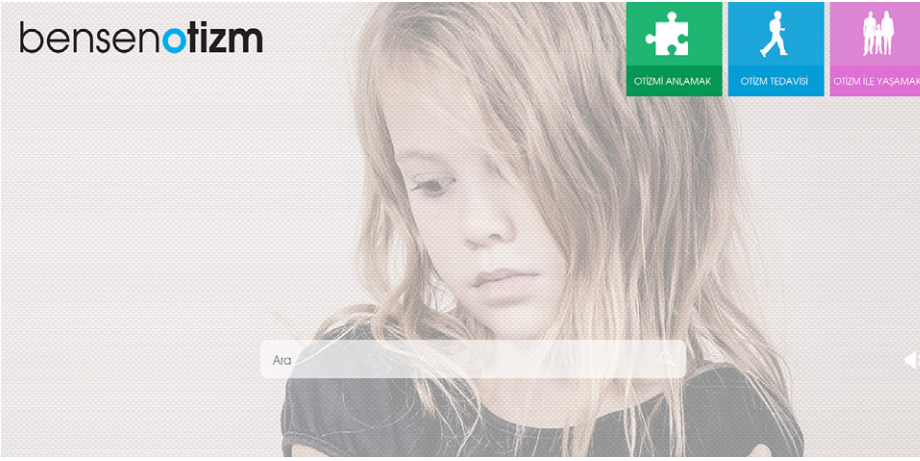 bensenotizm
OTİZMİ ANLAMAK
OTİZM TEDAVİSİ
OTİZM İLE YAŞAMAK
Ara